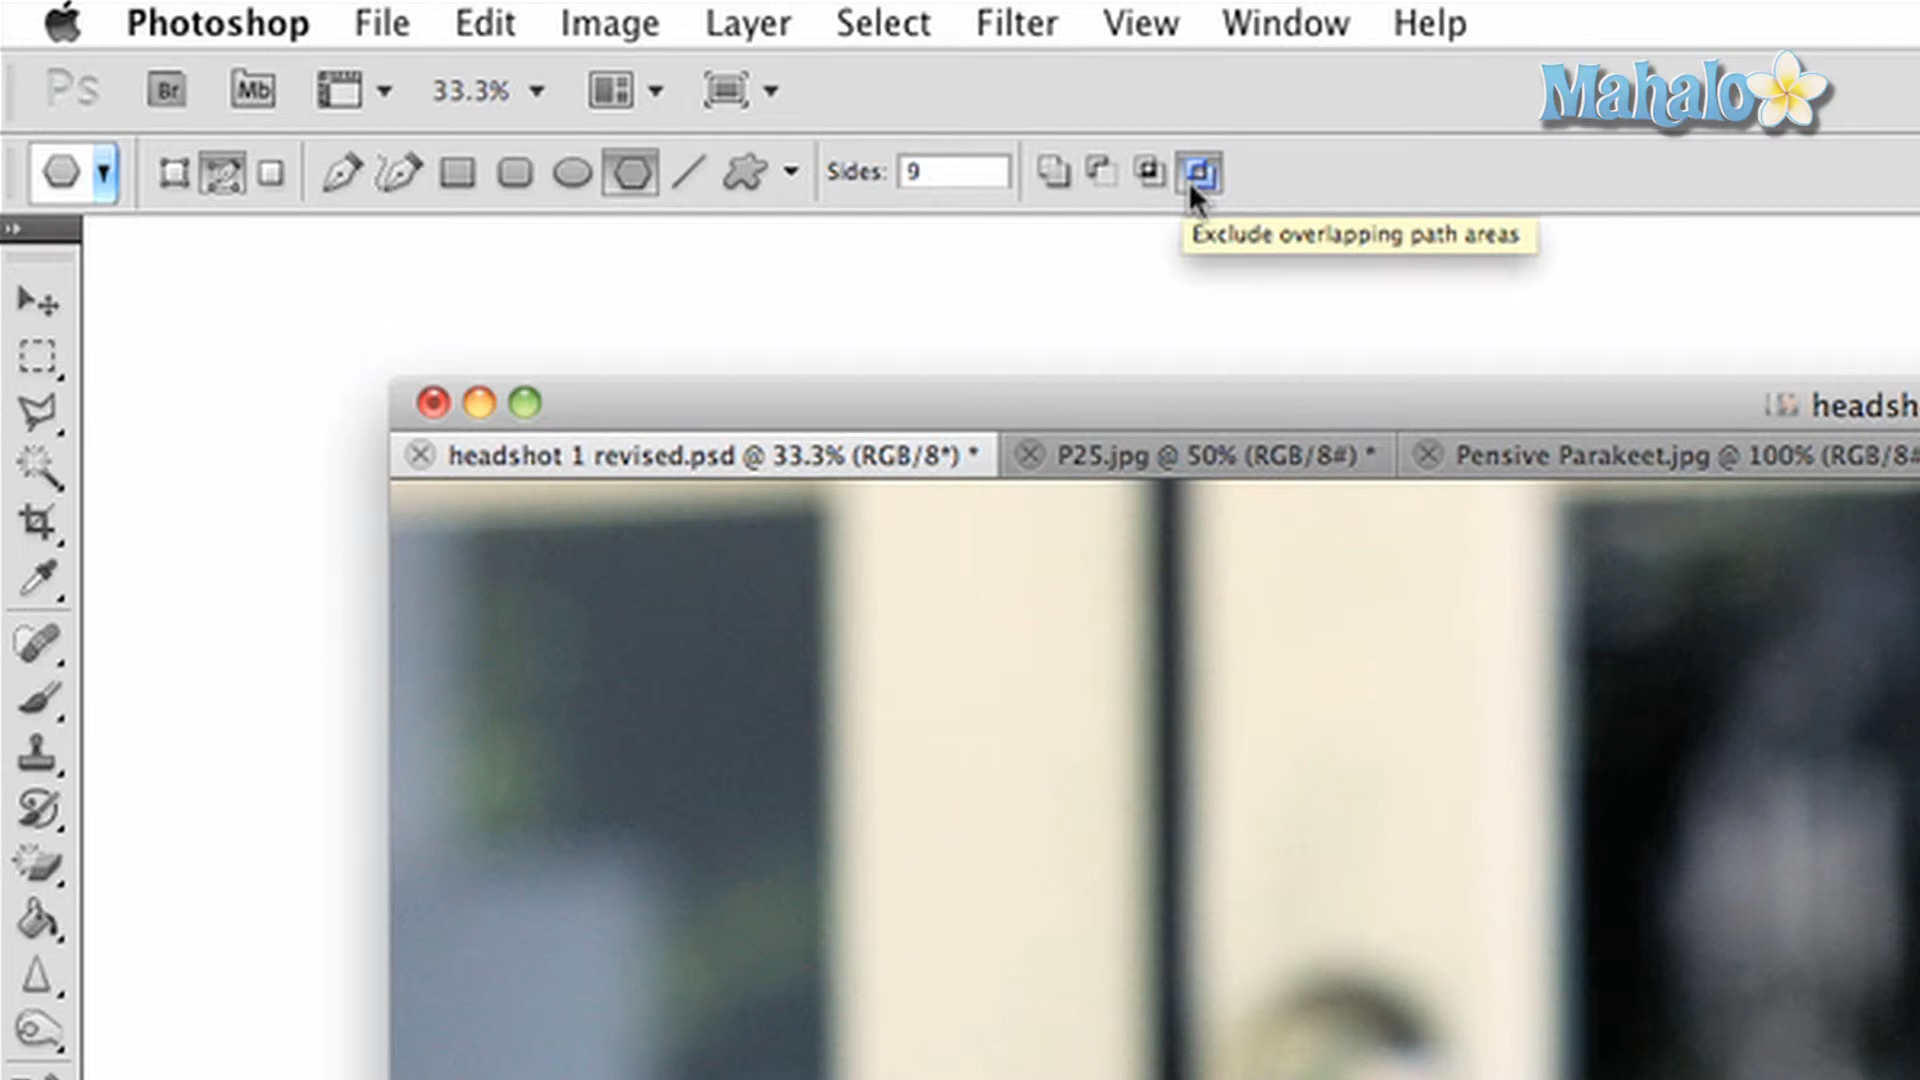 Photoshop File Edit Image Layer Select Filter View Window Help
Ps Br Mb 33.3% Mahalo
Sides: 9
Exclude overlapping path areas
headsh
headshot 1 revised.psd @ 33.3% (RGB/8*) * P25.jpg @ 50% (RGB/8#) * Pensive Parakeet.jpg @ 100% (RGB/8#